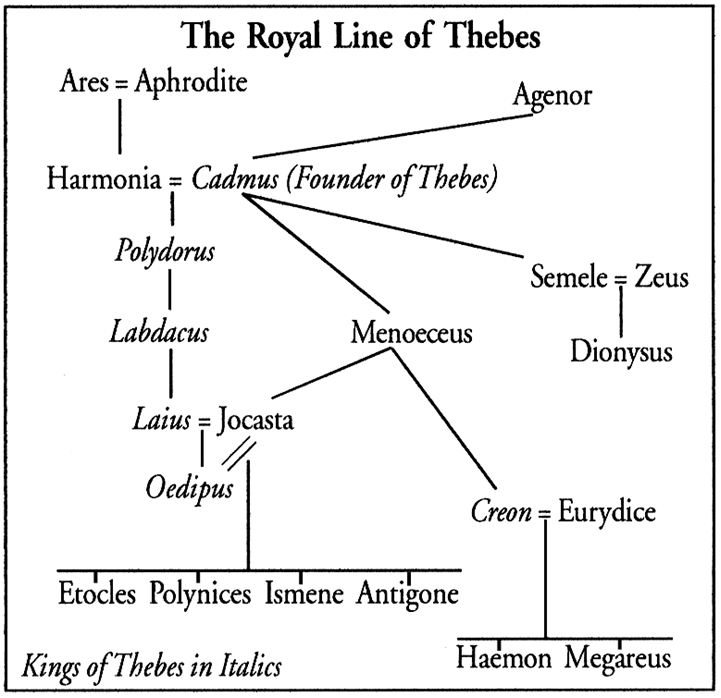 The Royal Line of Thebes
Ares = Aphrodite
Agenor
Harmonia = Cadmus (Founder of Thebes)
Polydorus
Semele = Zeus
Labdacus
Menoeceus
Dionysus
Laius = Jocasta
Oedipus
Creon = Eurydice
Etocles Polynices Ismene Antigone
Haemon Megareus
Kings of Thebes in Italics